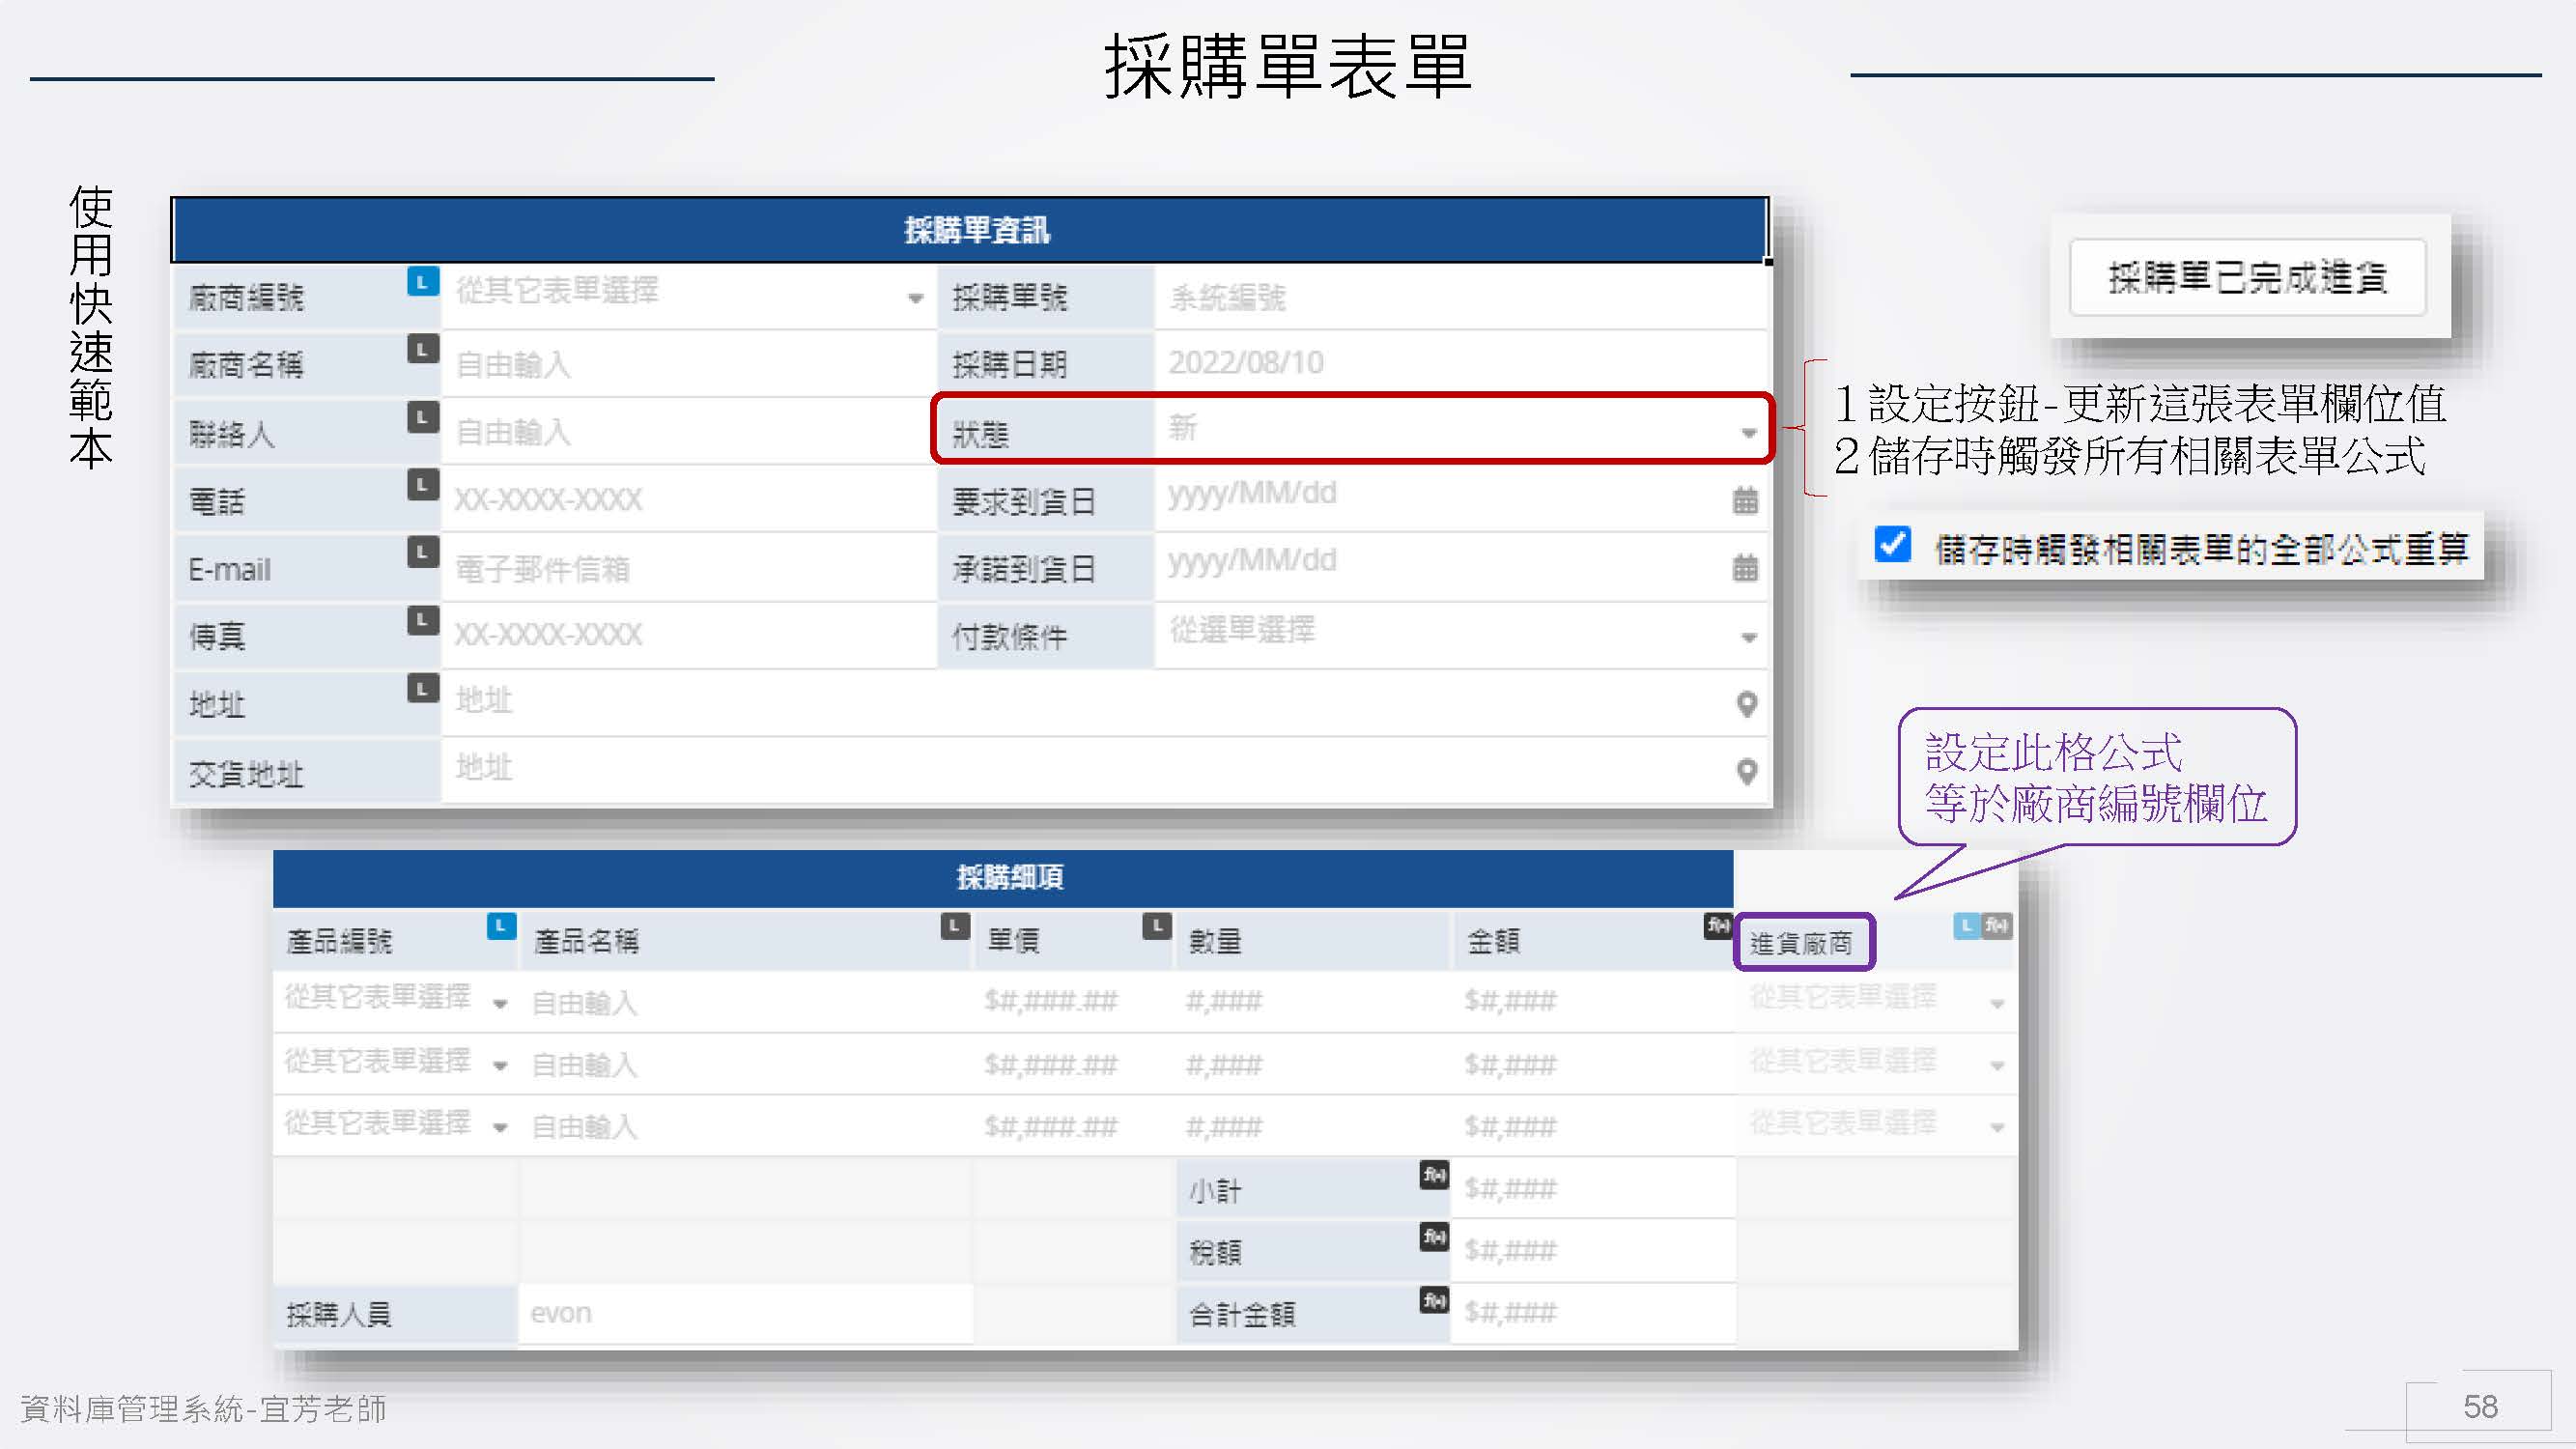 採購單表單
使用快速範本
採購單資訊
廠商編號 L 從其它表單選擇 採購單號 系統編號
廠商名稱 L 自由輸入 採購日期 2022/08/10
聯絡人 L 自由輸入 狀態 新
電話 L XX-XXXX-XXXX 要求到貨日 yyyy/MM/dd
E-mail L 電子郵件信箱 承諾到貨日 yyyy/MM/dd
傳真 L XX-XXXX-XXXX 付款條件 從選單選擇
地址 L 地址
交貨地址 地址
採購單已完成進貨
1設定按鈕-更新這張表單欄位值
2儲存時觸發所有相關表單公式
儲存時觸發相關表單的全部公式重算
設定此格公式
等於廠商編號欄位
採購細項
產品編號 L 產品名稱 L 單價 L 數量 金額 f(x) 進貨廠商 L f(x)
從其它表單選擇 自由輸入 $#,###.## #,### $#,### 從其它表單選擇
從其它表單選擇 自由輸入 $#,###.## #,### $#,### 從其它表單選擇
從其它表單選擇 自由輸入 $#,###.## #,### $#,### 從其它表單選擇
小計 f(x) $#,###
稅額 f(x) $#,###
採購人員 evon 合計金額 f(x) $#,###
資料庫管理系統-宜芳老師
58